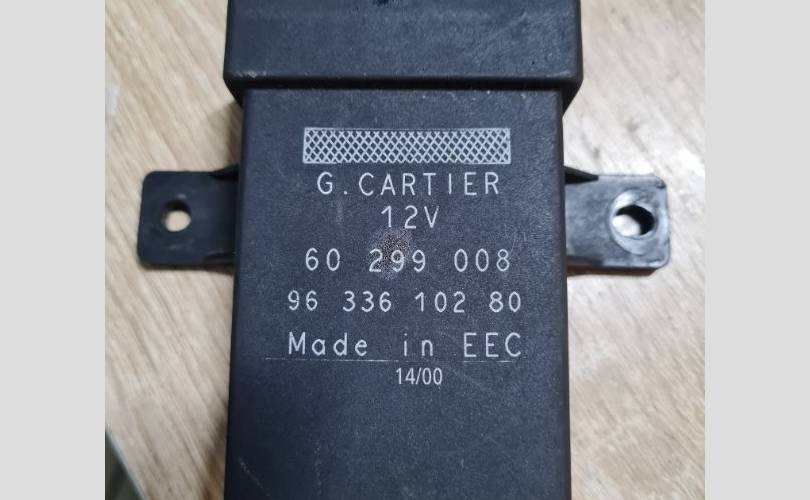 G.CARTIER
12V
60 299 008
96 336 102 80
Made in EEC
14/00